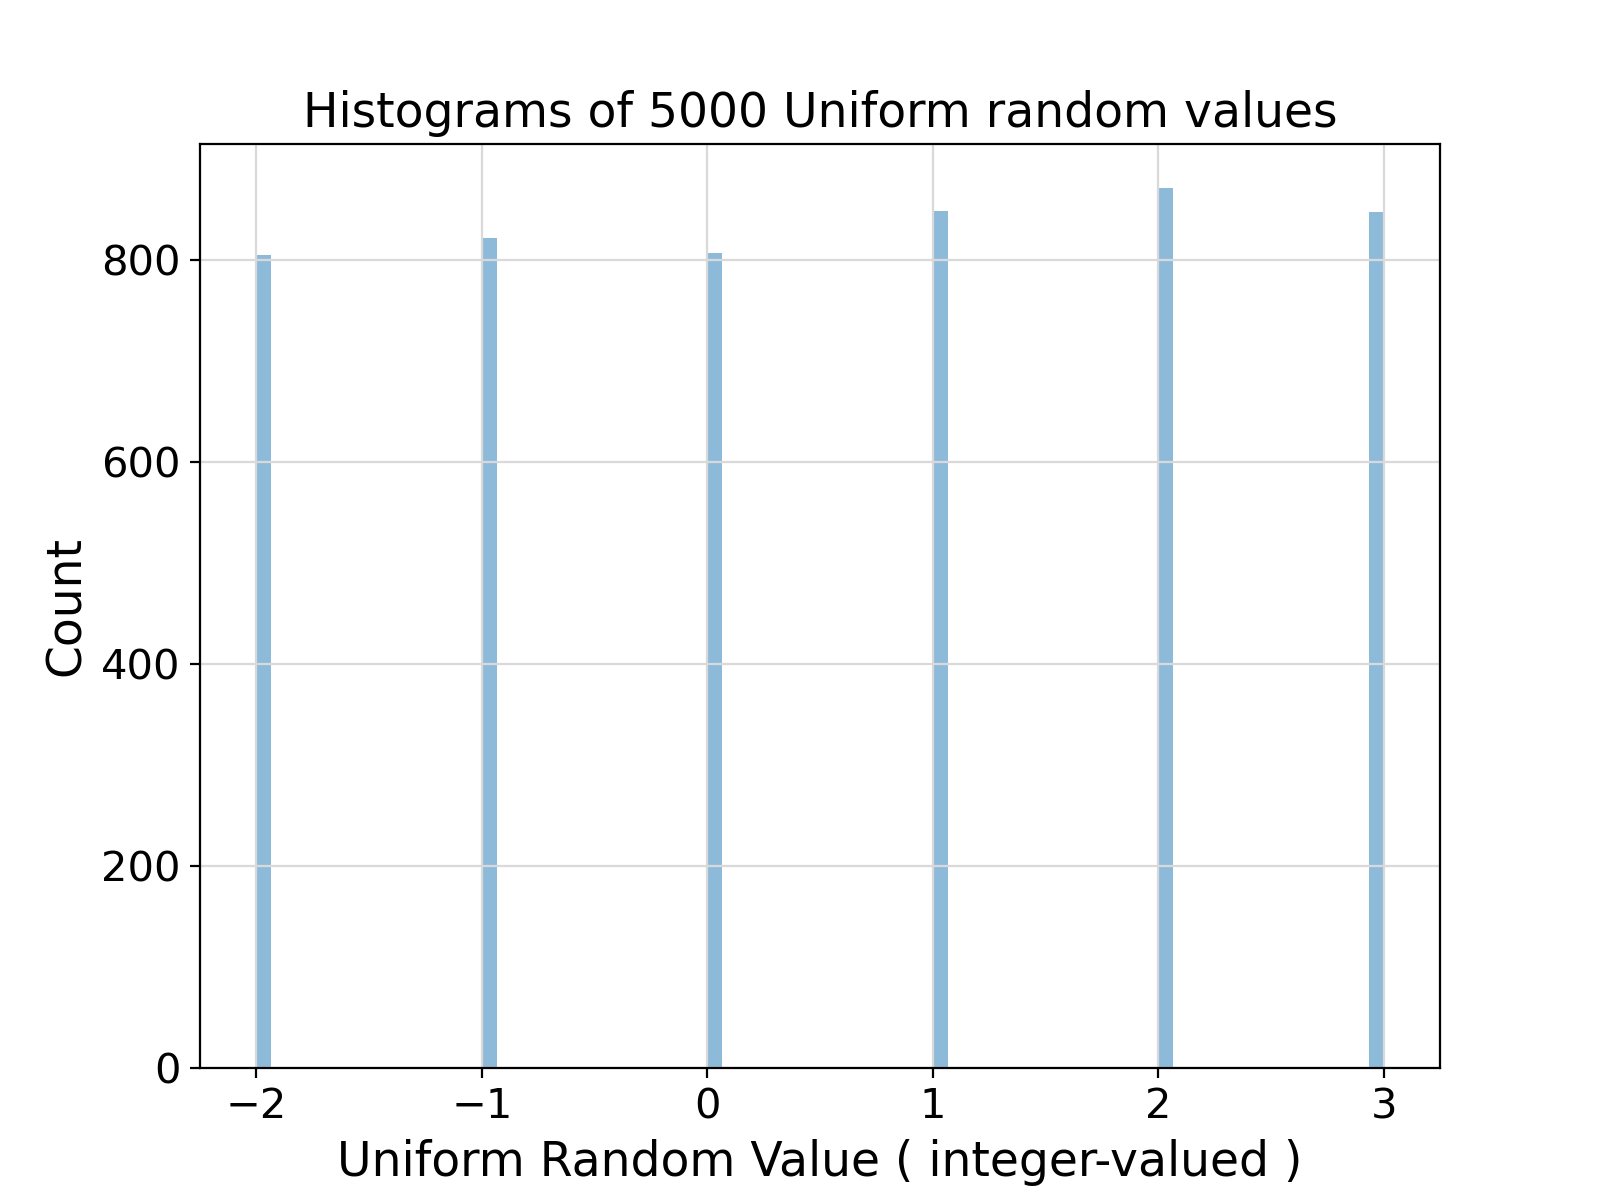 Histograms of 5000 Uniform random values
800
600
400
200
0
Count
−2 −1 0 1 2 3
Uniform Random Value ( integer-valued )